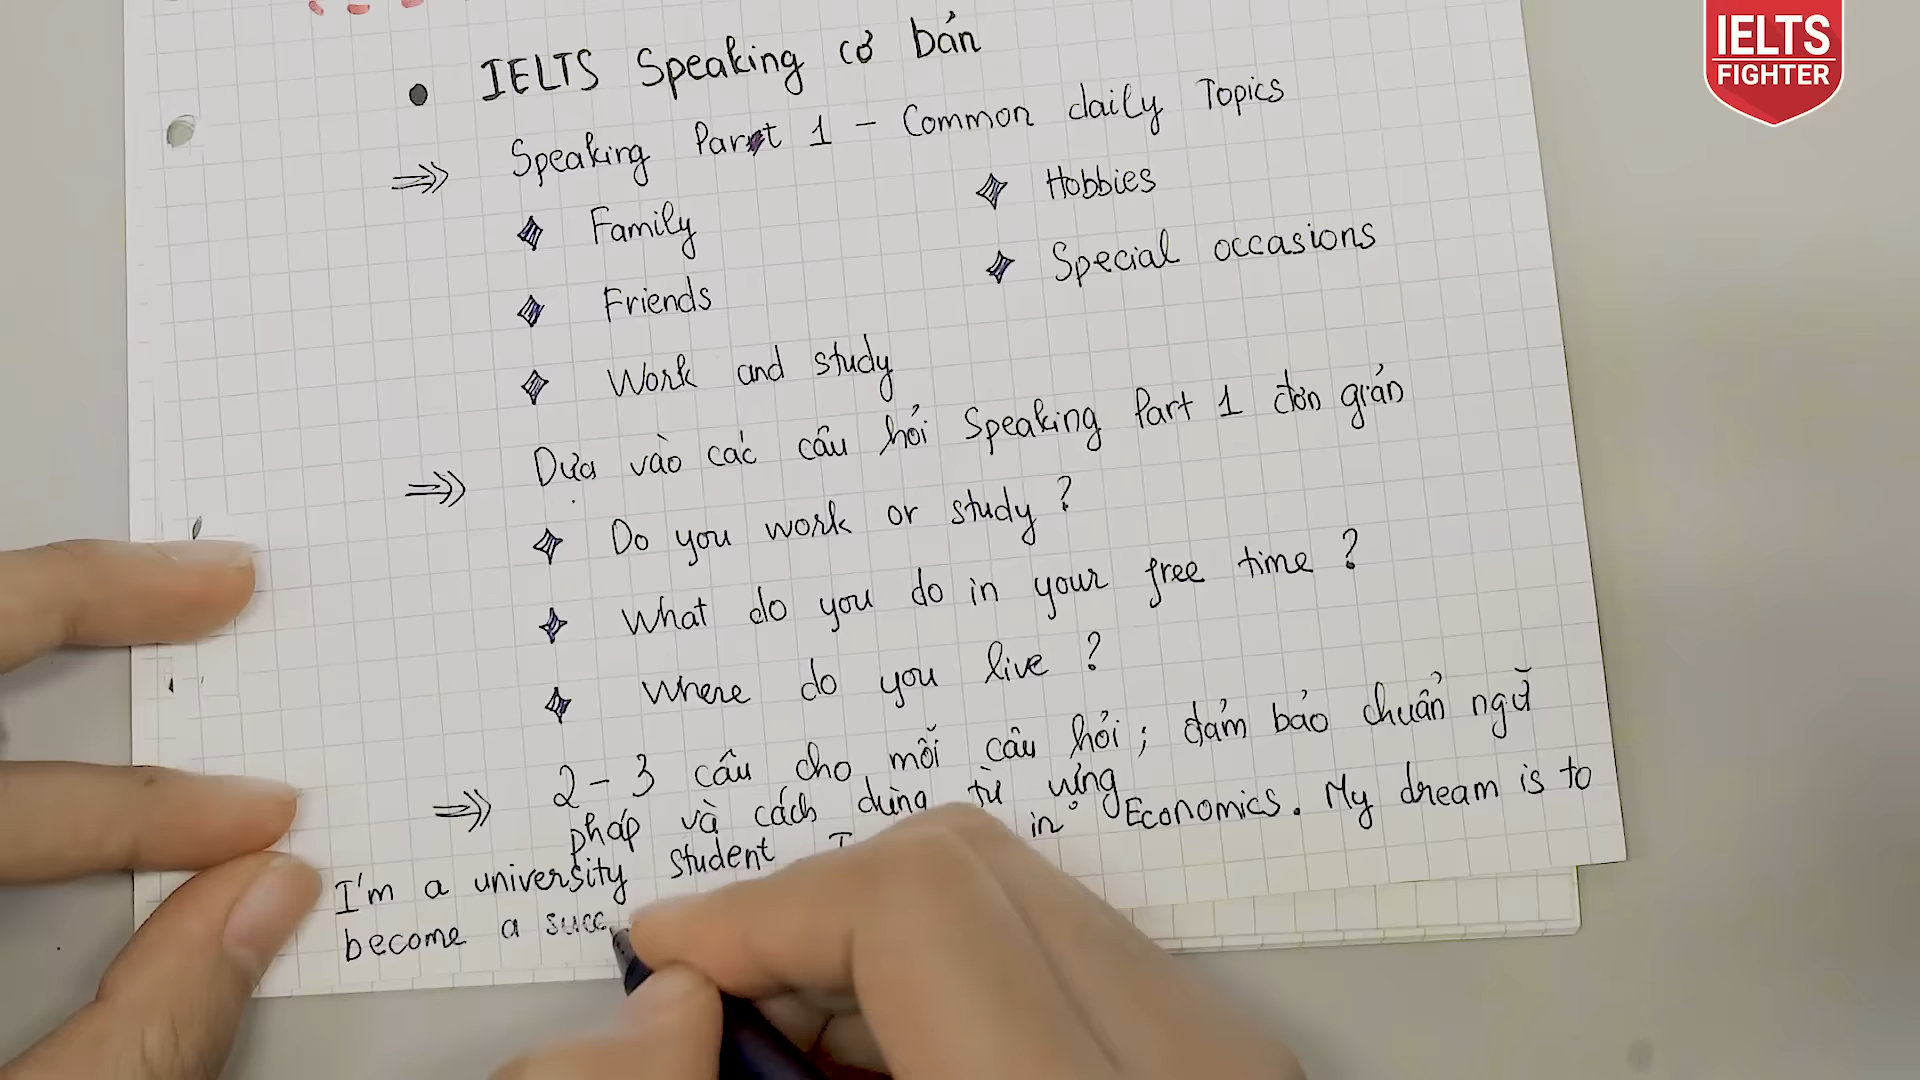 IELTS
FIGHTER
IELTS Speaking cơ bản
Speaking Part 1 - Common daily Topics
Family
Hobbies
Friends
Special occasions
Work and study
Dựa vào các câu hỏi Speaking Part 1 đơn giản
Do you work or study ?
What do you do in your free time ?
Where do you live ?
2 - 3 câu cho mỗi câu hỏi ; đảm bảo chuẩn ngữ
pháp và cách dùng từ vựng
I'm a university student I in Economics. My dream is to
become a succ